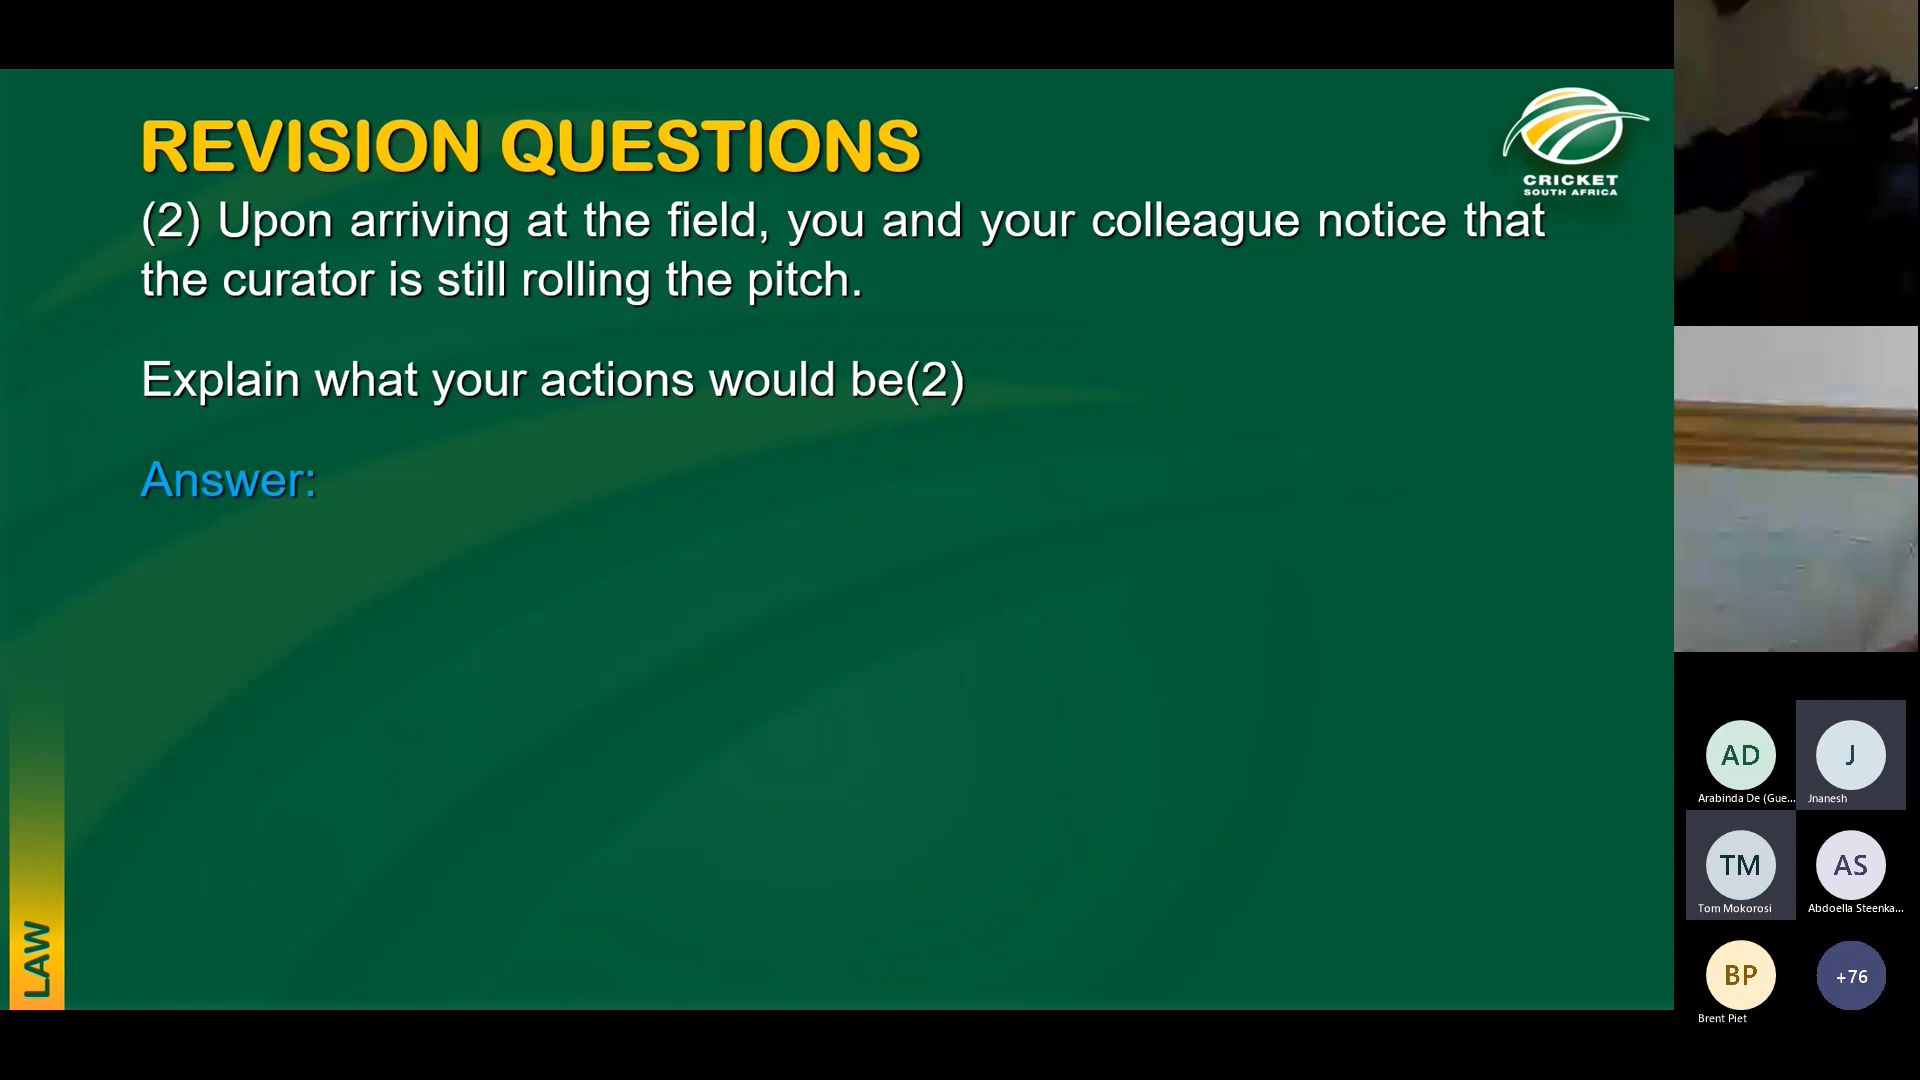 REVISION QUESTIONS
CRICKET
SOUTH AFRICA
(2) Upon arriving at the field, you and your colleague notice that
the curator is still rolling the pitch.
Explain what your actions would be(2)
Answer:
LAW
AD
Arabinda De (Gue...
J
Jnanesh
TM
Tom Mokorosi
AS
Abdoella Steenka...
BP
Brent Piet
+76